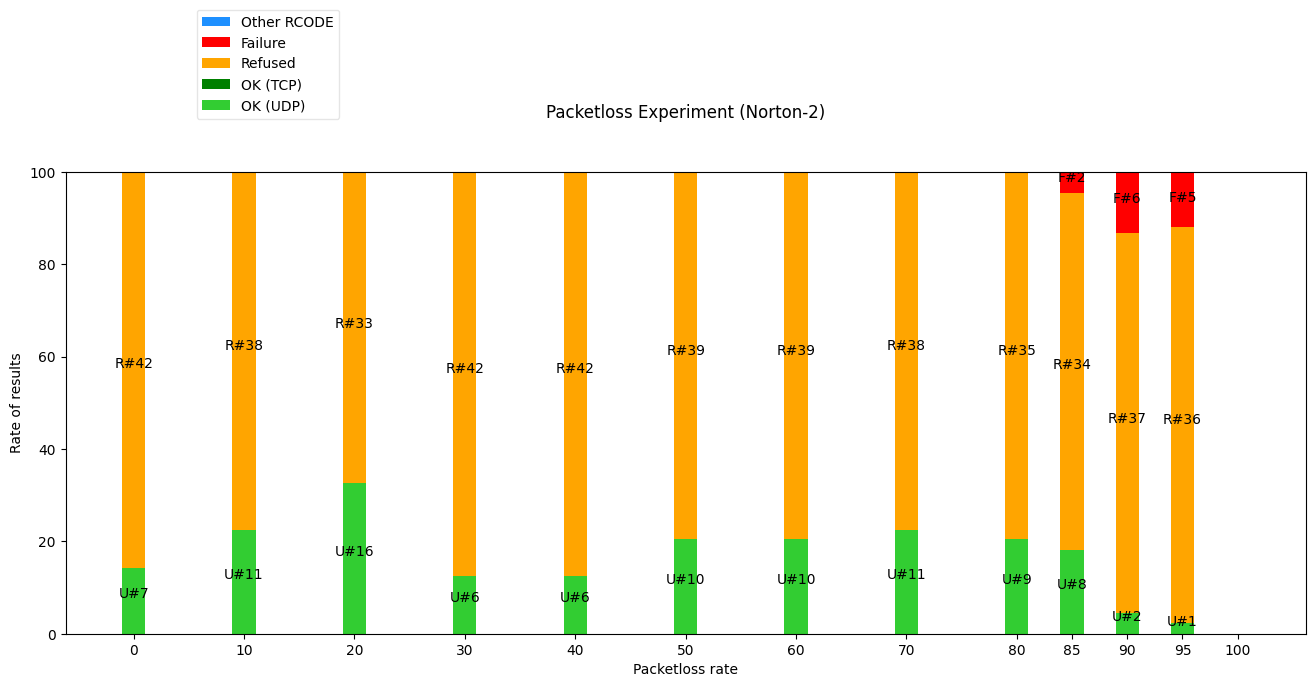 Other RCODE
Failure
Refused
OK (TCP)
OK (UDP)
Packetloss Experiment (Norton-2)
100
80
60
40
20
0
Rate of results
F#2
F#6
F#5
R#42
R#38
R#33
R#42
R#42
R#39
R#39
R#38
R#35
R#34
R#37
R#36
U#7
U#11
U#16
U#6
U#6
U#10
U#10
U#11
U#9
U#8
U#2
U#1
0 10 20 30 40 50 60 70 80 85 90 95 100
Packetloss rate